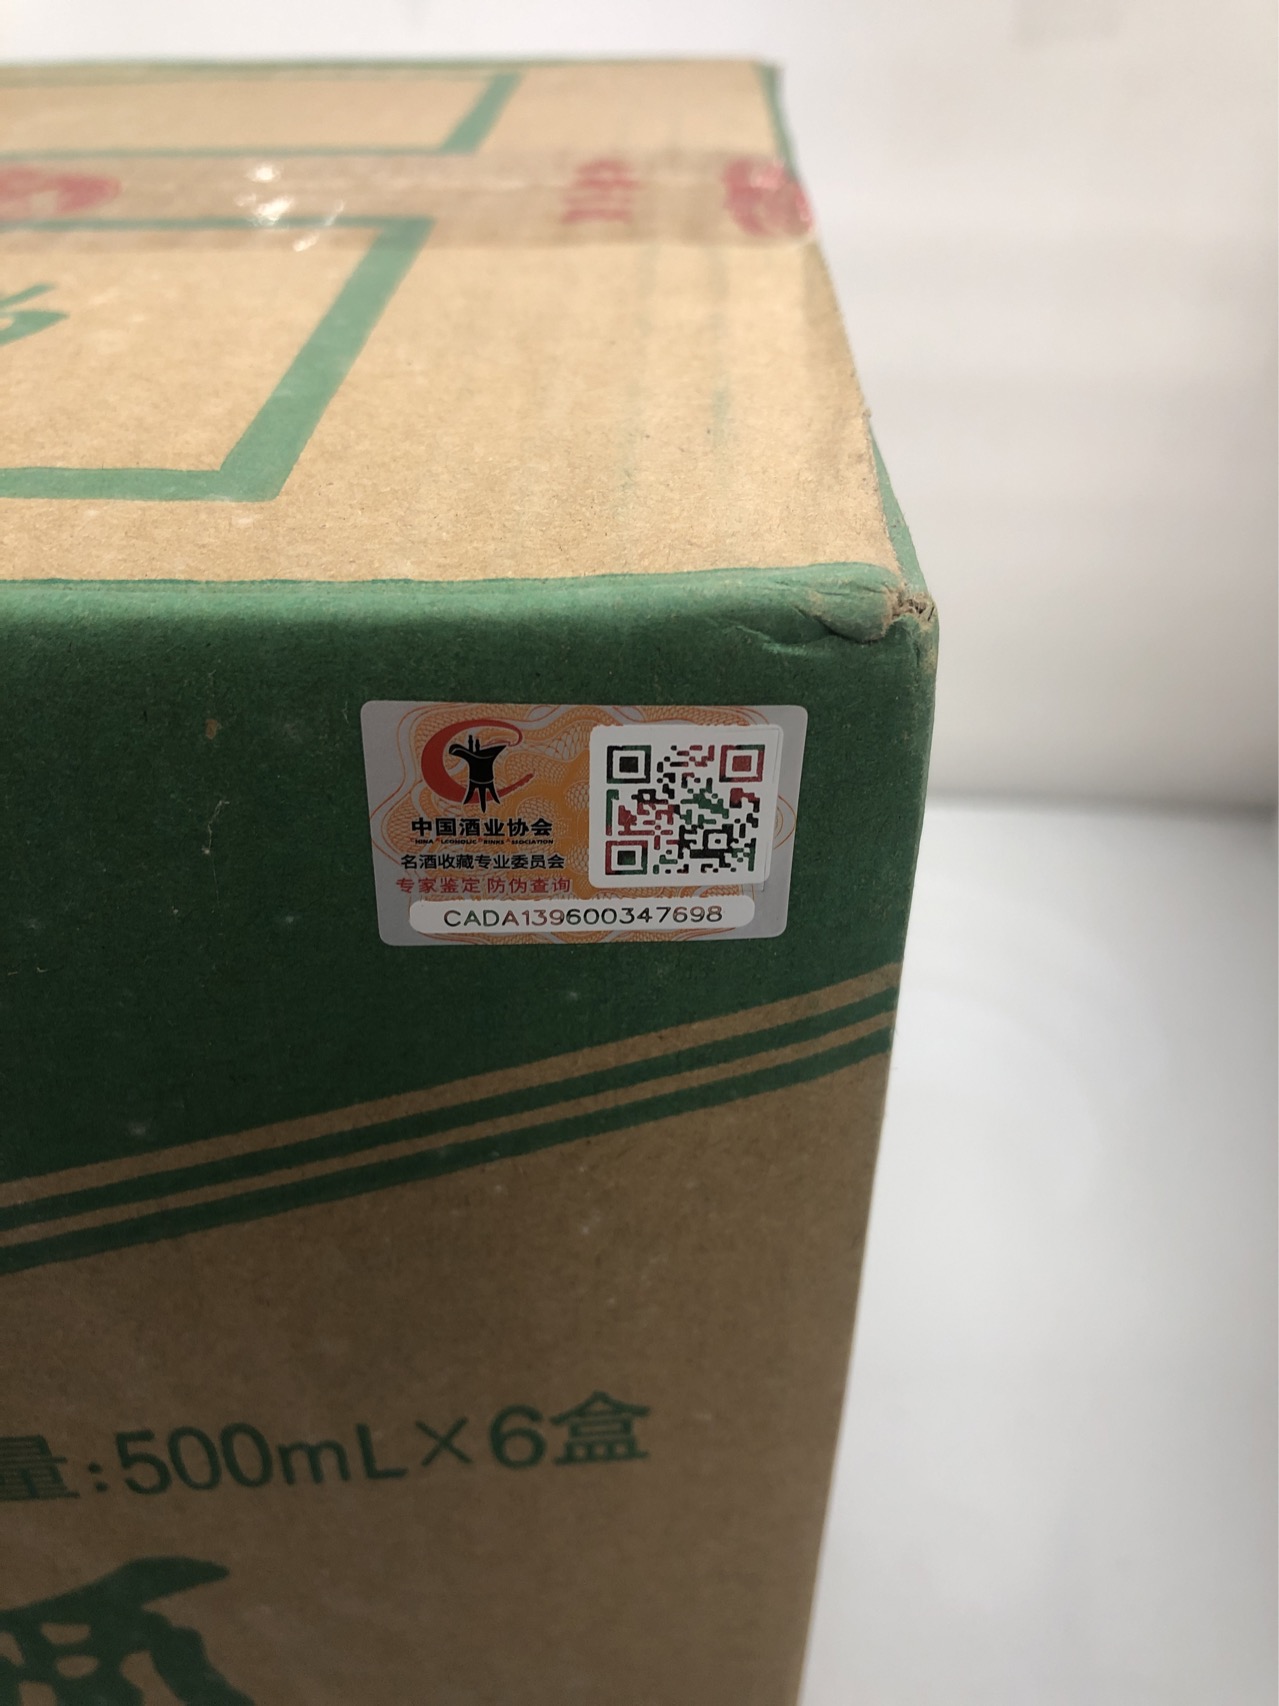 中国酒业协会
名酒收藏专业委员会
专家鉴定 防伪查询
CADA139600347698
量:500mL×6盒
酒